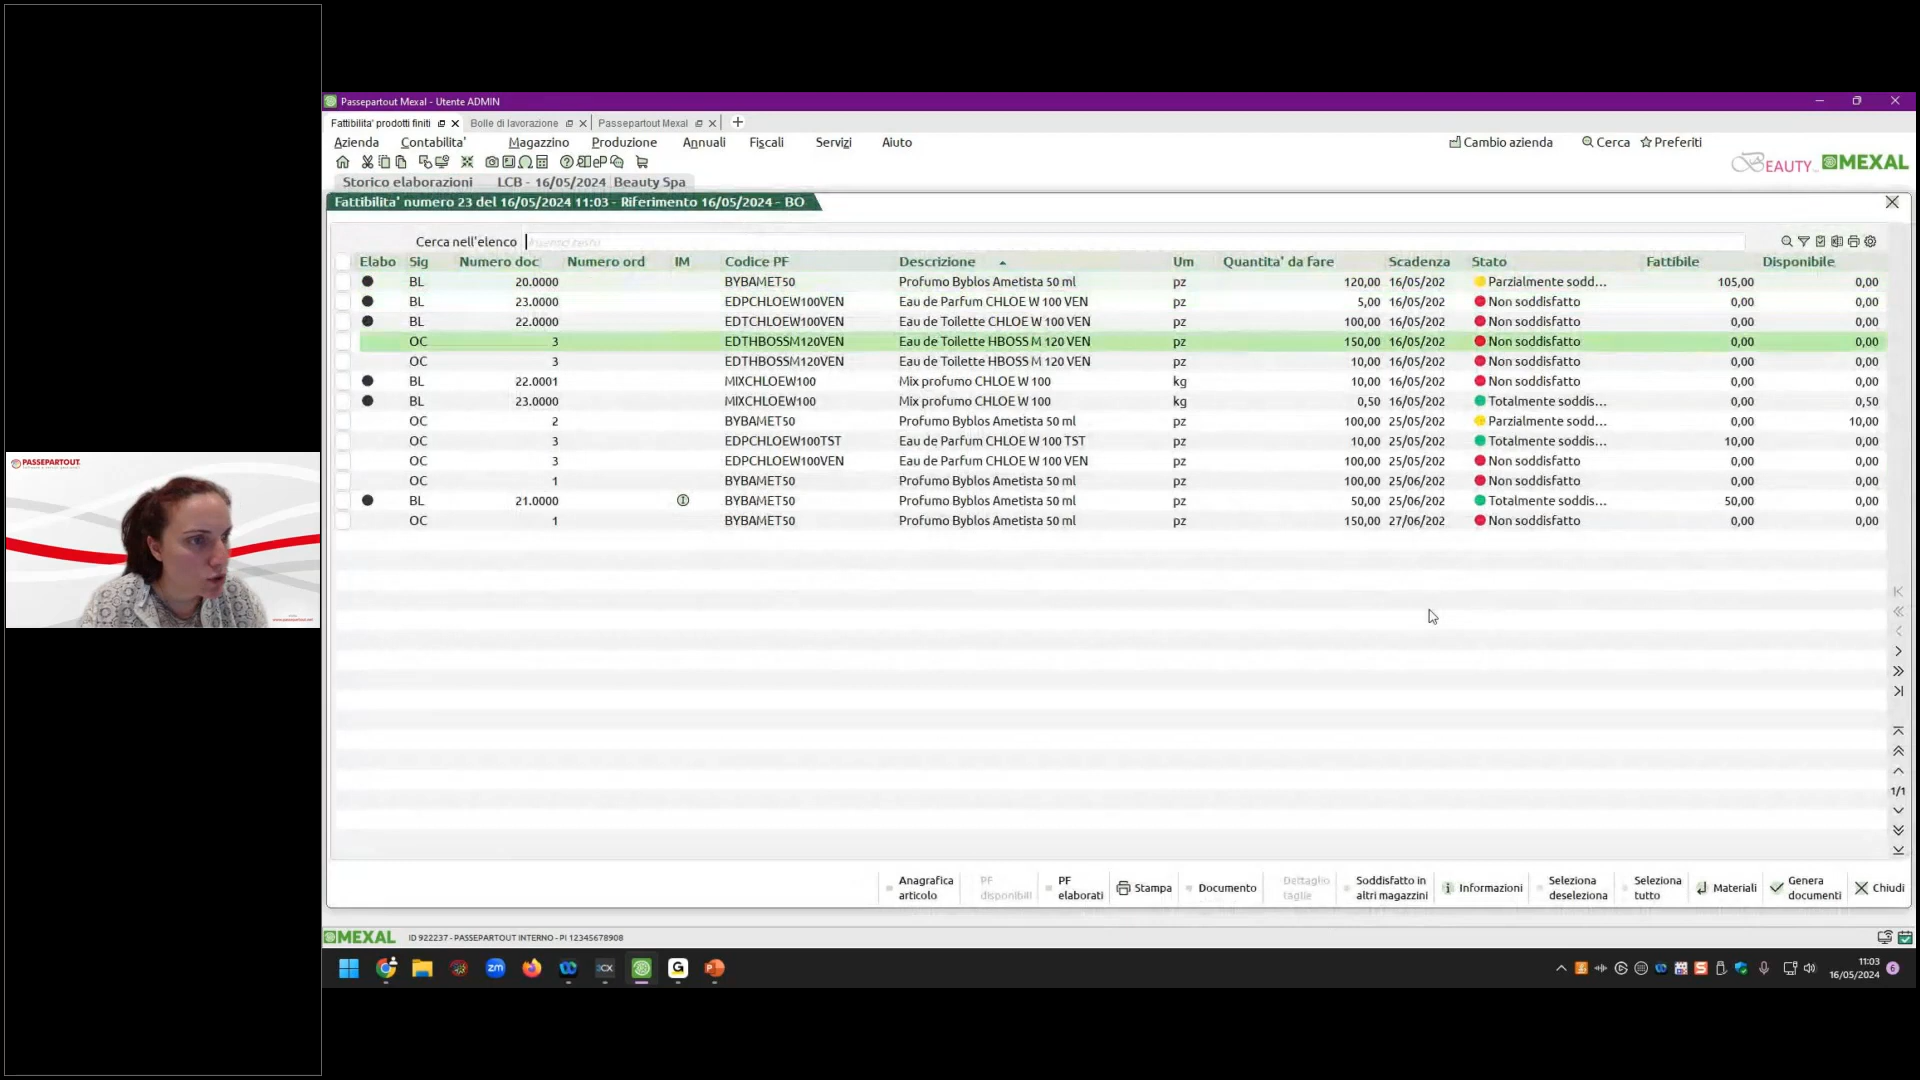 Passepartout Mexal - Utente ADMIN
Fattibilita' prodotti finiti Bolle di lavorazione Passepartout Mexal
Azienda Contabilita' Magazzino Produzione Annuali Fiscali Servizi Aiuto Cambio azienda Cerca Preferiti
BEAUTY MEXAL
Storico elaborazioni LCB - 16/05/2024 Beauty Spa
Fattibilita' numero 23 del 16/05/2024 11:03 - Riferimento 16/05/2024 - BO
Cerca nell'elenco Inserisci testo
Elabo Sig Numero doc Numero ord IM Codice PF Descrizione Um Quantita' da fare Scadenza Stato Fattibile Disponibile
BL 20.0000 BYBAMET50 Profumo Byblos Ametista 50 ml pz 120,00 16/05/202 Parzialmente sodd... 105,00 0,00
BL 23.0000 EDPCHLOEW100VEN Eau de Parfum CHLOE W 100 VEN pz 5,00 16/05/202 Non soddisfatto 0,00 0,00
BL 22.0000 EDTCHLOEW100VEN Eau de Toilette CHLOE W 100 VEN pz 100,00 16/05/202 Non soddisfatto 0,00 0,00
OC 3 EDTHBOSSM120VEN Eau de Toilette HBOSS M 120 VEN pz 150,00 16/05/202 Non soddisfatto 0,00 0,00
OC 3 EDTHBOSSM120VEN Eau de Toilette HBOSS M 120 VEN pz 10,00 16/05/202 Non soddisfatto 0,00 0,00
BL 22.0001 MIXCHLOEW100 Mix profumo CHLOE W 100 kg 10,00 16/05/202 Non soddisfatto 0,00 0,00
BL 23.0000 MIXCHLOEW100 Mix profumo CHLOE W 100 kg 0,50 16/05/202 Totalmente soddis... 0,00 0,50
OC 2 BYBAMET50 Profumo Byblos Ametista 50 ml pz 100,00 25/05/202 Parzialmente sodd... 0,00 10,00
OC 3 EDPCHLOEW100TST Eau de Parfum CHLOE W 100 TST pz 10,00 25/05/202 Totalmente soddis... 10,00 0,00
OC 3 EDPCHLOEW100VEN Eau de Parfum CHLOE W 100 VEN pz 100,00 25/05/202 Non soddisfatto 0,00 0,00
OC 1 BYBAMET50 Profumo Byblos Ametista 50 ml pz 100,00 25/06/202 Non soddisfatto 0,00 0,00
BL 21.0000 BYBAMET50 Profumo Byblos Ametista 50 ml pz 50,00 25/06/202 Totalmente soddis... 50,00 0,00
OC 1 BYBAMET50 Profumo Byblos Ametista 50 ml pz 150,00 27/06/202 Non soddisfatto 0,00 0,00
PASSEPARTOUT
1/1
Anagrafica articolo PF disponibili PF elaborati Stampa Documento Dettaglio taglie Soddisfatto in altri magazzini Informazioni Seleziona deseleziona Seleziona tutto Materiali Genera documenti Chiudi
MEXAL ID 922237 - PASSEPARTOUT INTERNO - PI 12345678908
11:03
16/05/2024 6